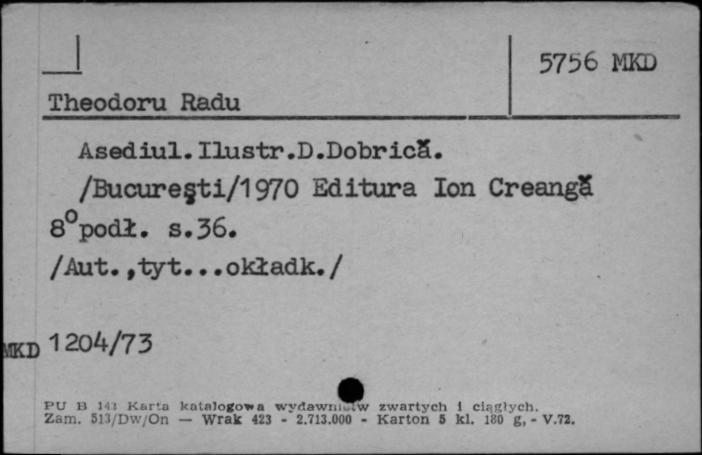 5756 MKD
Theodoru Radu
Asediul.Ilustr.D.Dobrică.
/Bucureşti/1970 Editura Ion Creangă
8°podł. s.36.
/Aut.,tyt...okładk./
MKD 1204/73
PU B 143 Karta katalogowa wydawnictw zwartych i ciągłych.
Zam. 513/Dw/On — Wrak 423 - 2.713.000 - Karton 5 kl. 180 g, - V.72.